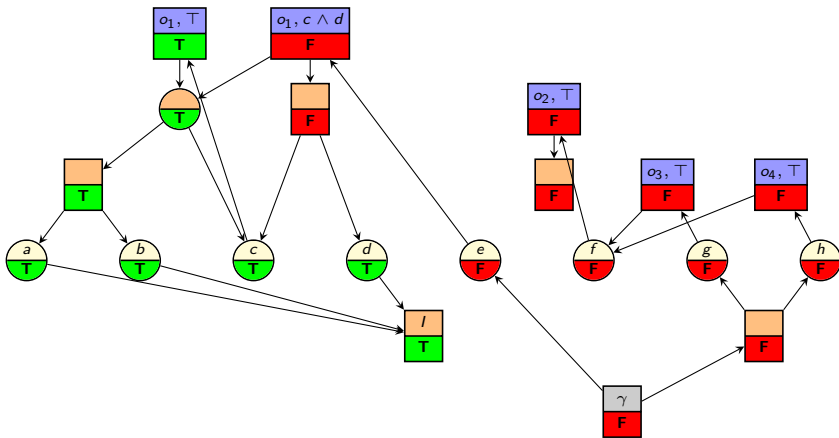 o₁, ⊤
T
o₁, c ∧ d
F
T
F
o₂, ⊤
F
T
F
o₃, ⊤
F
o₄, ⊤
F
a
T
b
T
c
T
d
T
e
F
f
F
g
F
h
F
I
T
F
γ
F